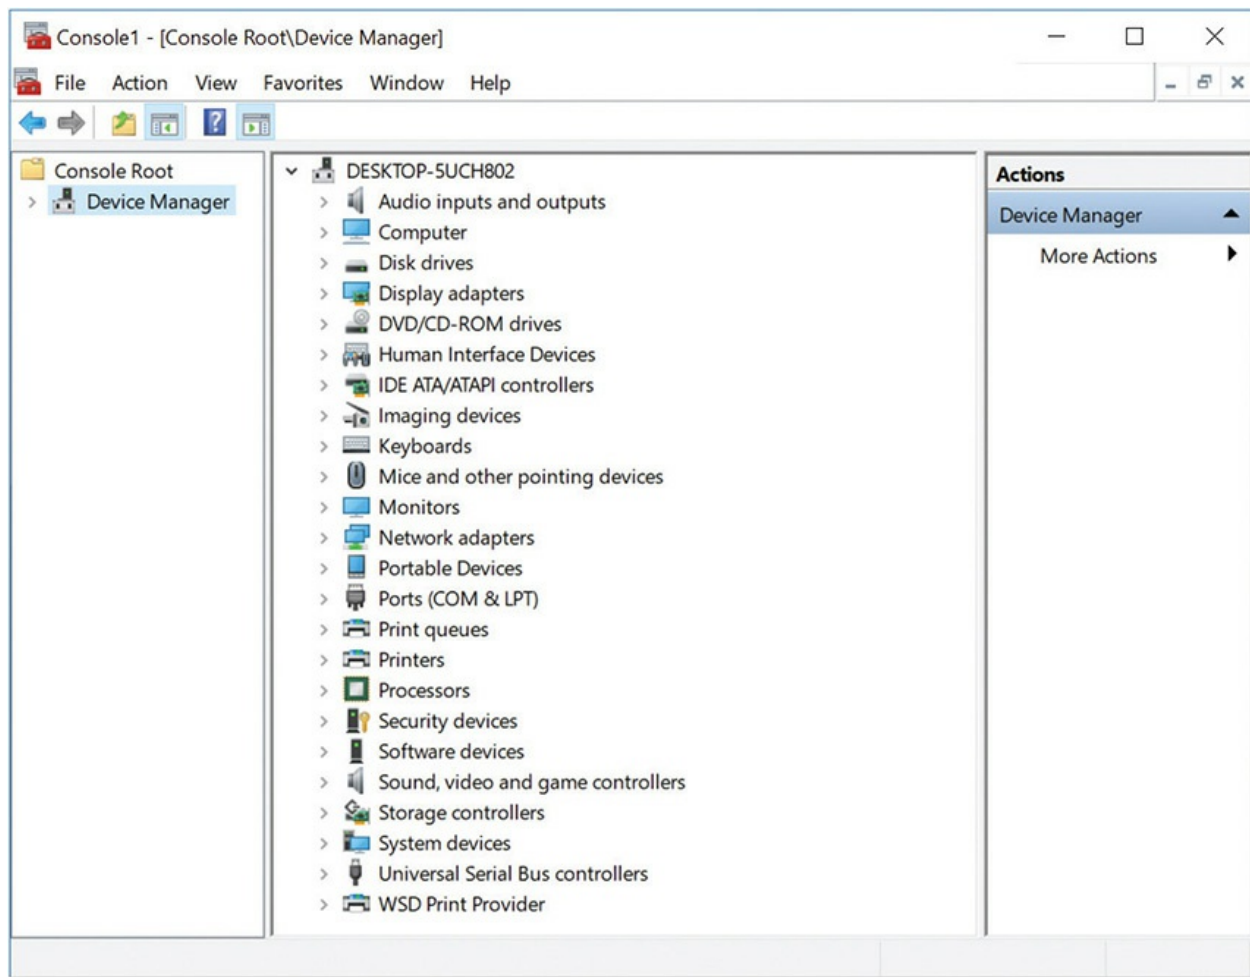 Console1 - [Console Root\Device Manager]
File Action View Favorites Window Help
Console Root
Device Manager
DESKTOP-5UCH802
Audio inputs and outputs
Computer
Disk drives
Display adapters
DVD/CD-ROM drives
Human Interface Devices
IDE ATA/ATAPI controllers
Imaging devices
Keyboards
Mice and other pointing devices
Monitors
Network adapters
Portable Devices
Ports (COM & LPT)
Print queues
Printers
Processors
Security devices
Software devices
Sound, video and game controllers
Storage controllers
System devices
Universal Serial Bus controllers
WSD Print Provider
Actions
Device Manager
More Actions